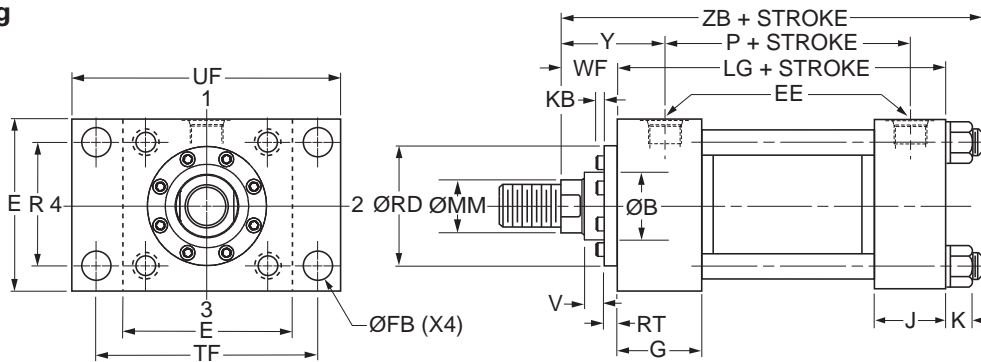 g
ZB + STROKE
Y
P + STROKE
UF
WF
LG + STROKE
1
KB
EE
E
R
4
2
ØRD
ØMM
ØB
3
V
E
ØFB (X4)
RT
J
K
TF
G